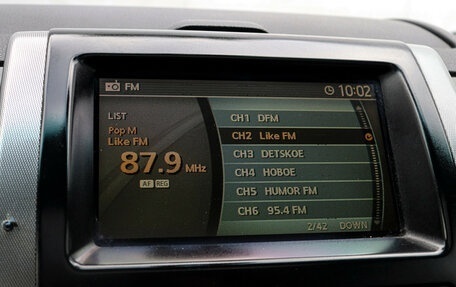 FM
10:02
LIST
Pop M
Like FM
87.9 MHz
AF REG
CH1 DFM
CH2 Like FM
CH3 DETSKOE
CH4 HOBOE
CH5 HUMOR FM
CH6 95.4 FM
2/42 DOWN